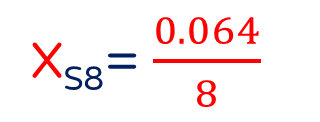 X_S8 = 0.064 / 8